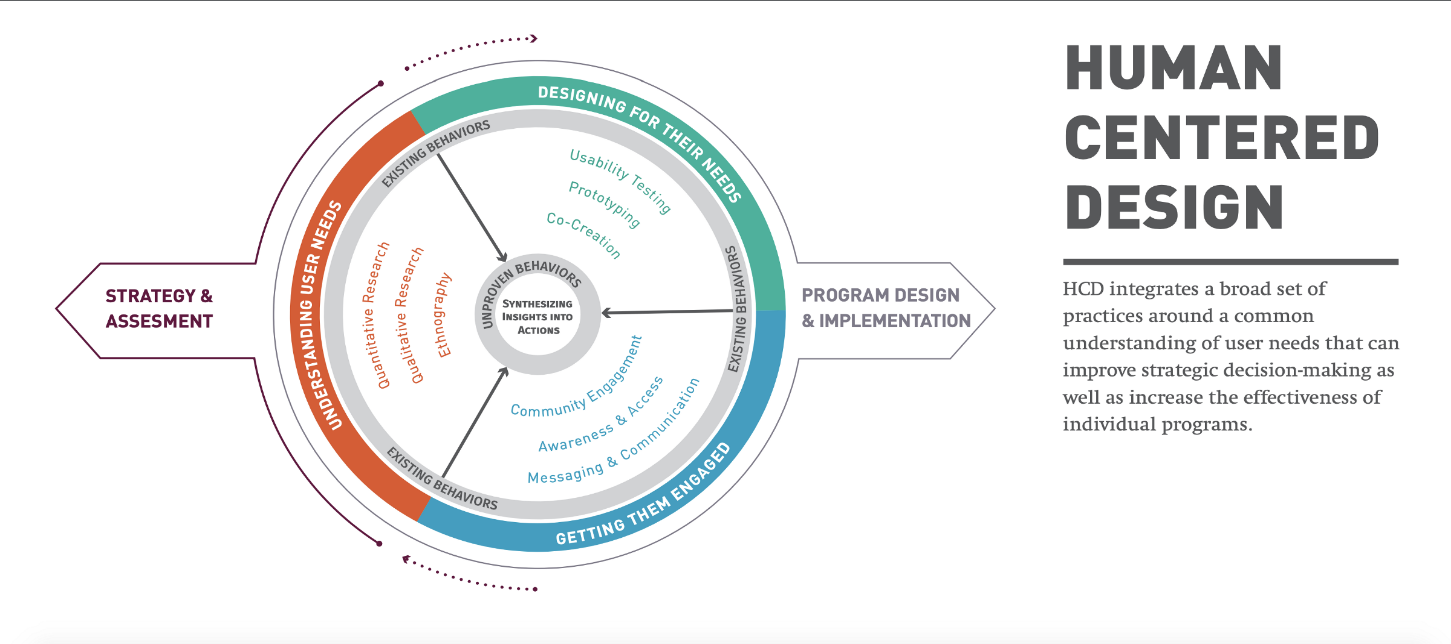 STRATEGY &
ASSESMENT
UNDERSTANDING USER NEEDS
Quantitative Research
Qualitative Research
Ethnography
DESIGNING FOR THEIR NEEDS
EXISTING BEHAVIORS
Usability Testing
Prototyping
Co-Creation
UNPROVEN BEHAVIORS
SYNTHESIZING
INSIGHTS INTO
ACTIONS
EXISTING BEHAVIORS
Community Engagement
Awareness & Access
Messaging & Communication
EXISTING BEHAVIORS
GETTING THEM ENGAGED
PROGRAM DESIGN
& IMPLEMENTATION
HUMAN
CENTERED
DESIGN
HCD integrates a broad set of
practices around a common
understanding of user needs that can
improve strategic decision-making as
well as increase the effectiveness of
individual programs.